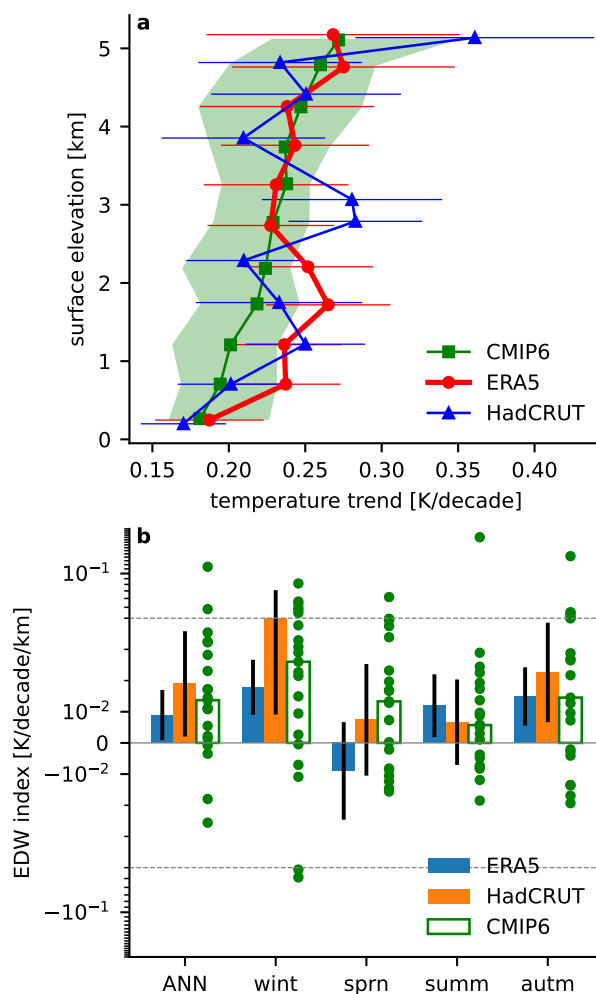 a
5
4
3
2
1
0
surface elevation [km]
CMIP6
ERA5
HadCRUT
0.15 0.20 0.25 0.30 0.35 0.40
temperature trend [K/decade]
b
10⁻¹
10⁻²
0
−10⁻²
−10⁻¹
EDW index [K/decade/km]
ERA5
HadCRUT
CMIP6
ANN wint sprn summ autm